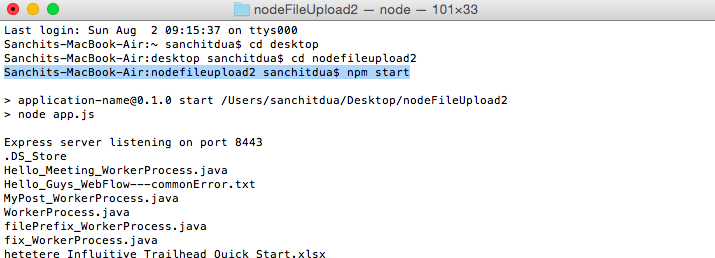 nodeFileUpload2 — node — 101×33
Last login: Sun Aug  2 09:15:37 on ttys000
Sanchits-MacBook-Air:~ sanchitdua$ cd desktop
Sanchits-MacBook-Air:desktop sanchitdua$ cd nodefileupload2
Sanchits-MacBook-Air:nodefileupload2 sanchitdua$ npm start
> application-name@0.1.0 start /Users/sanchitdua/Desktop/nodeFileUpload2
> node app.js
Express server listening on port 8443
.DS_Store
Hello_Meeting_WorkerProcess.java
Hello_Guys_WebFlow---commonError.txt
MyPost_WorkerProcess.java
WorkerProcess.java
filePrefix_WorkerProcess.java
fix_WorkerProcess.java
hetetere Influitive Trailhead Quick Start.xlsx